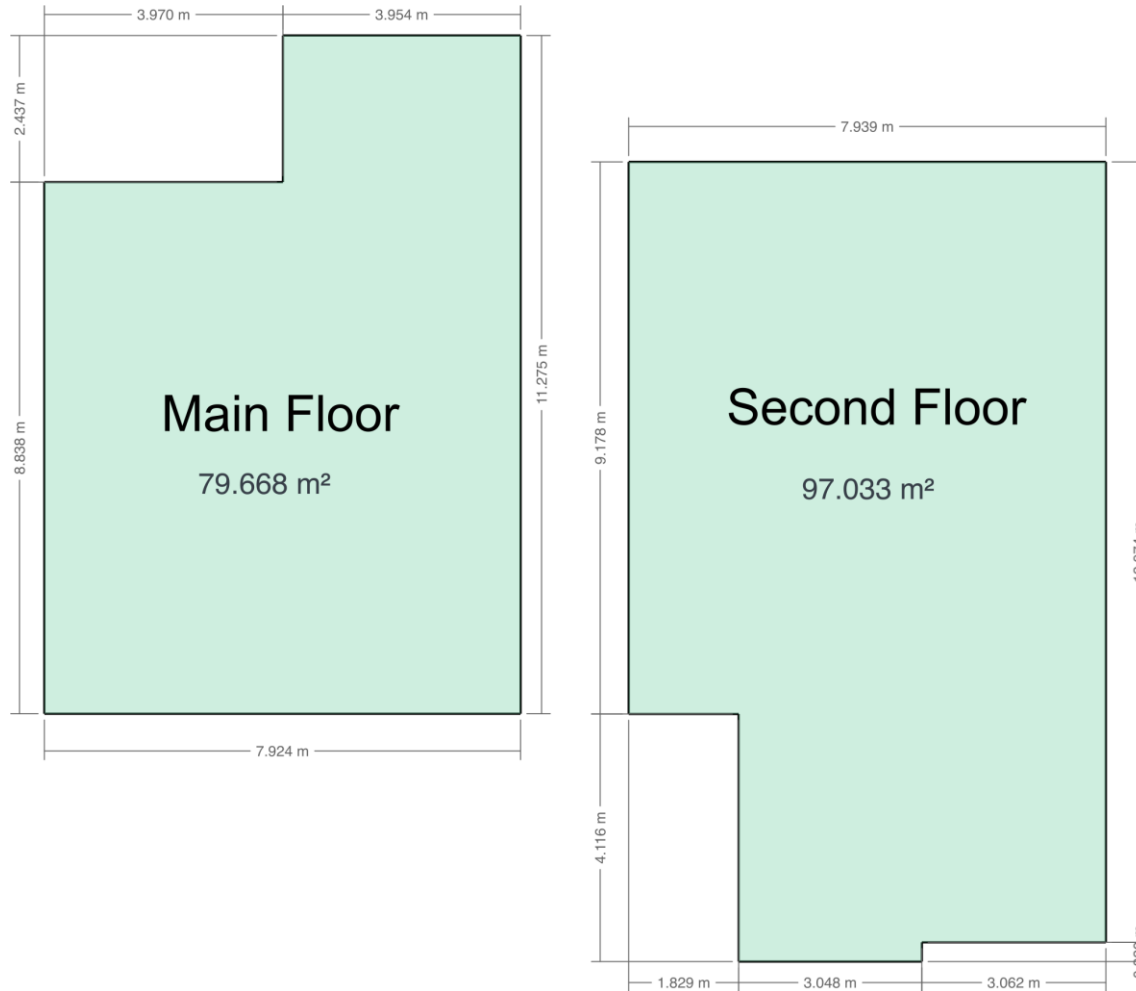 3.970 m
3.954 m
2.437 m
7.939 m
11.275 m
8.838 m
9.178 m
Main Floor
79.668 m²
Second Floor
97.033 m²
7.924 m
4.116 m
1.829 m
3.048 m
3.062 m